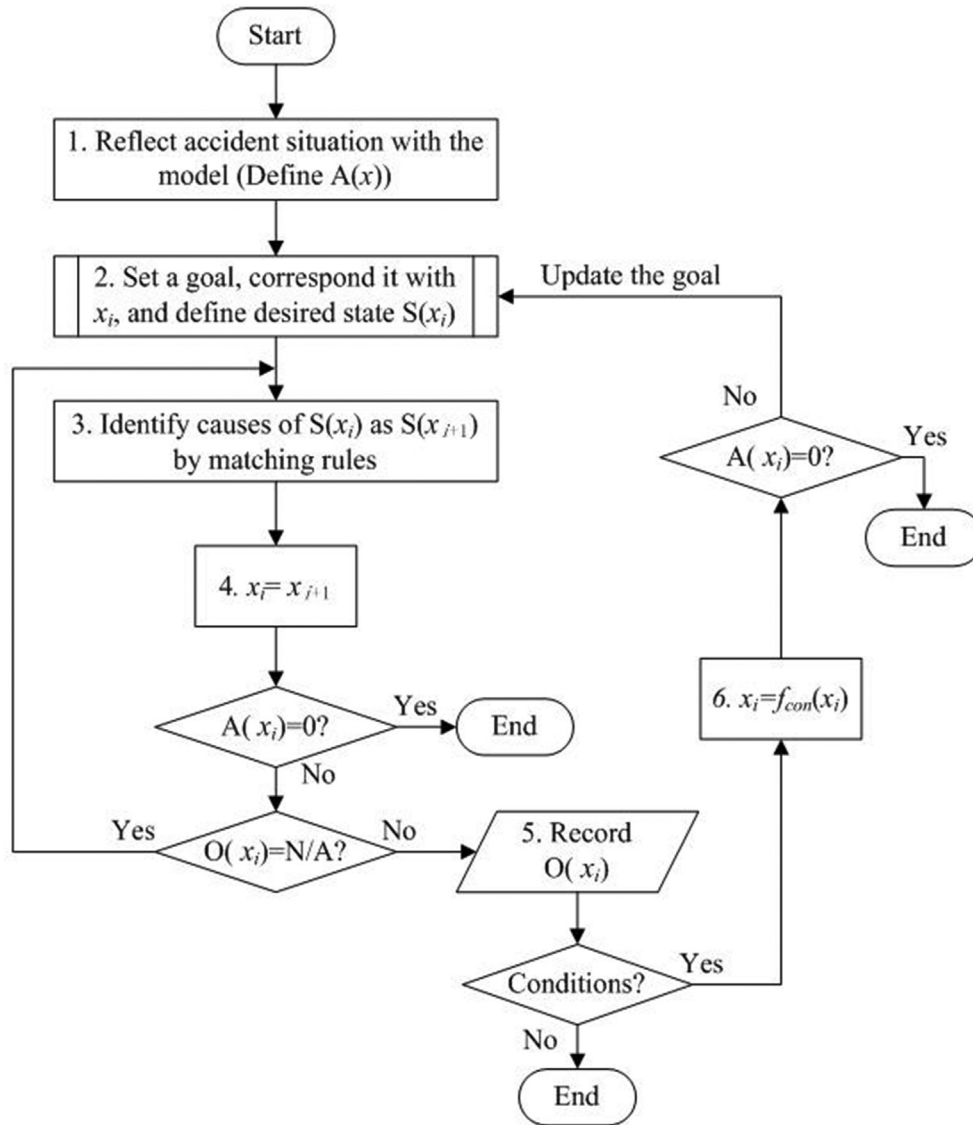 Start
1. Reflect accident situation with the
model (Define A(x))
2. Set a goal, correspond it with
xi, and define desired state S(xi)
Update the goal
3. Identify causes of S(xi) as S(x i+1)
by matching rules
No
A( xi)=0?
Yes
End
4. xi= x i+1
6. xi=fcon(xi)
A( xi)=0?
Yes
End
No
Yes
O( xi)=N/A?
No
5. Record
O( xi)
Conditions?
Yes
No
End